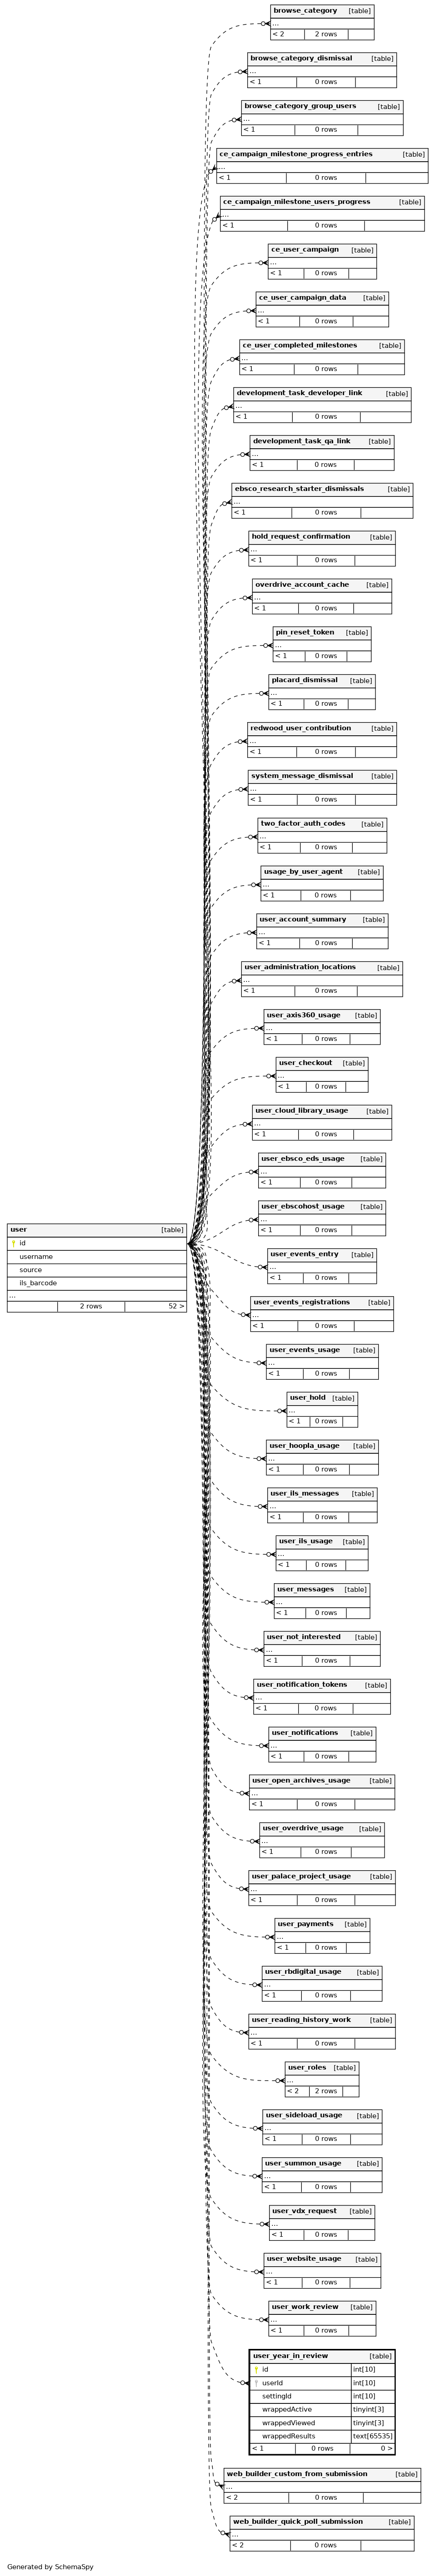 browse_category [table]
...
< 2 2 rows
browse_category_dismissal [table]
...
< 1 0 rows
browse_category_group_users [table]
...
< 1 0 rows
ce_campaign_milestone_progress_entries [table]
...
< 1 0 rows
ce_campaign_milestone_users_progress [table]
...
< 1 0 rows
ce_user_campaign [table]
...
< 1 0 rows
ce_user_campaign_data [table]
...
< 1 0 rows
ce_user_completed_milestones [table]
...
< 1 0 rows
development_task_developer_link [table]
...
< 1 0 rows
development_task_qa_link [table]
...
< 1 0 rows
ebsco_research_starter_dismissals [table]
...
< 1 0 rows
hold_request_confirmation [table]
...
< 1 0 rows
overdrive_account_cache [table]
...
< 1 0 rows
pin_reset_token [table]
...
< 1 0 rows
placard_dismissal [table]
...
< 1 0 rows
redwood_user_contribution [table]
...
< 1 0 rows
system_message_dismissal [table]
...
< 1 0 rows
two_factor_auth_codes [table]
...
< 1 0 rows
usage_by_user_agent [table]
...
< 1 0 rows
user_account_summary [table]
...
< 1 0 rows
user_administration_locations [table]
...
< 1 0 rows
user_axis360_usage [table]
...
< 1 0 rows
user_checkout [table]
...
< 1 0 rows
user_cloud_library_usage [table]
...
< 1 0 rows
user_ebsco_eds_usage [table]
...
< 1 0 rows
user_ebscohost_usage [table]
...
< 1 0 rows
user [table]
id
username
source
ils_barcode
...
2 rows 52 >
user_events_entry [table]
...
< 1 0 rows
user_events_registrations [table]
...
< 1 0 rows
user_events_usage [table]
...
< 1 0 rows
user_hold [table]
...
< 1 0 rows
user_hoopla_usage [table]
...
< 1 0 rows
user_ils_messages [table]
...
< 1 0 rows
user_ils_usage [table]
...
< 1 0 rows
user_messages [table]
...
< 1 0 rows
user_not_interested [table]
...
< 1 0 rows
user_notification_tokens [table]
...
< 1 0 rows
user_notifications [table]
...
< 1 0 rows
user_open_archives_usage [table]
...
< 1 0 rows
user_overdrive_usage [table]
...
< 1 0 rows
user_palace_project_usage [table]
...
< 1 0 rows
user_payments [table]
...
< 1 0 rows
user_rbdigital_usage [table]
...
< 1 0 rows
user_reading_history_work [table]
...
< 1 0 rows
user_roles [table]
...
< 2 2 rows
user_sideload_usage [table]
...
< 1 0 rows
user_summon_usage [table]
...
< 1 0 rows
user_vdx_request [table]
...
< 1 0 rows
user_website_usage [table]
...
< 1 0 rows
user_work_review [table]
...
< 1 0 rows
user_year_in_review [table]
id int[10]
userId int[10]
settingId int[10]
wrappedActive tinyint[3]
wrappedViewed tinyint[3]
wrappedResults text[65535]
< 1 0 rows 0 >
web_builder_custom_from_submission [table]
...
< 2 0 rows
web_builder_quick_poll_submission [table]
...
< 2 0 rows
Generated by SchemaSpy